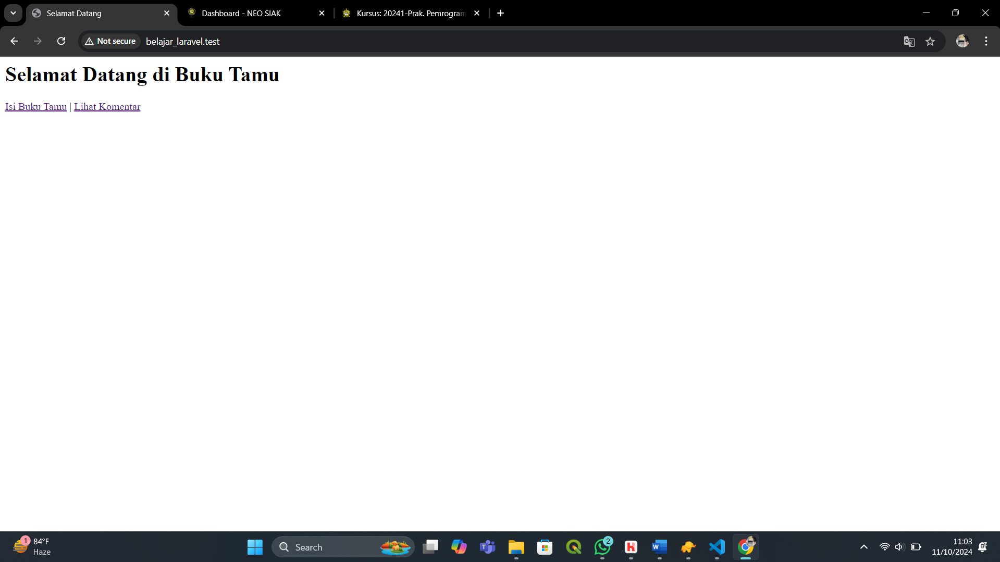 Selamat Datang
Dashboard - NEO SIAK
Kursus: 20241-Prak. Pemrogram
Not secure
belajar_laravel.test
Selamat Datang di Buku Tamu
Isi Buku Tamu | Lihat Komentar
1
84°F
Haze
Search
2
11:03
11/10/2024